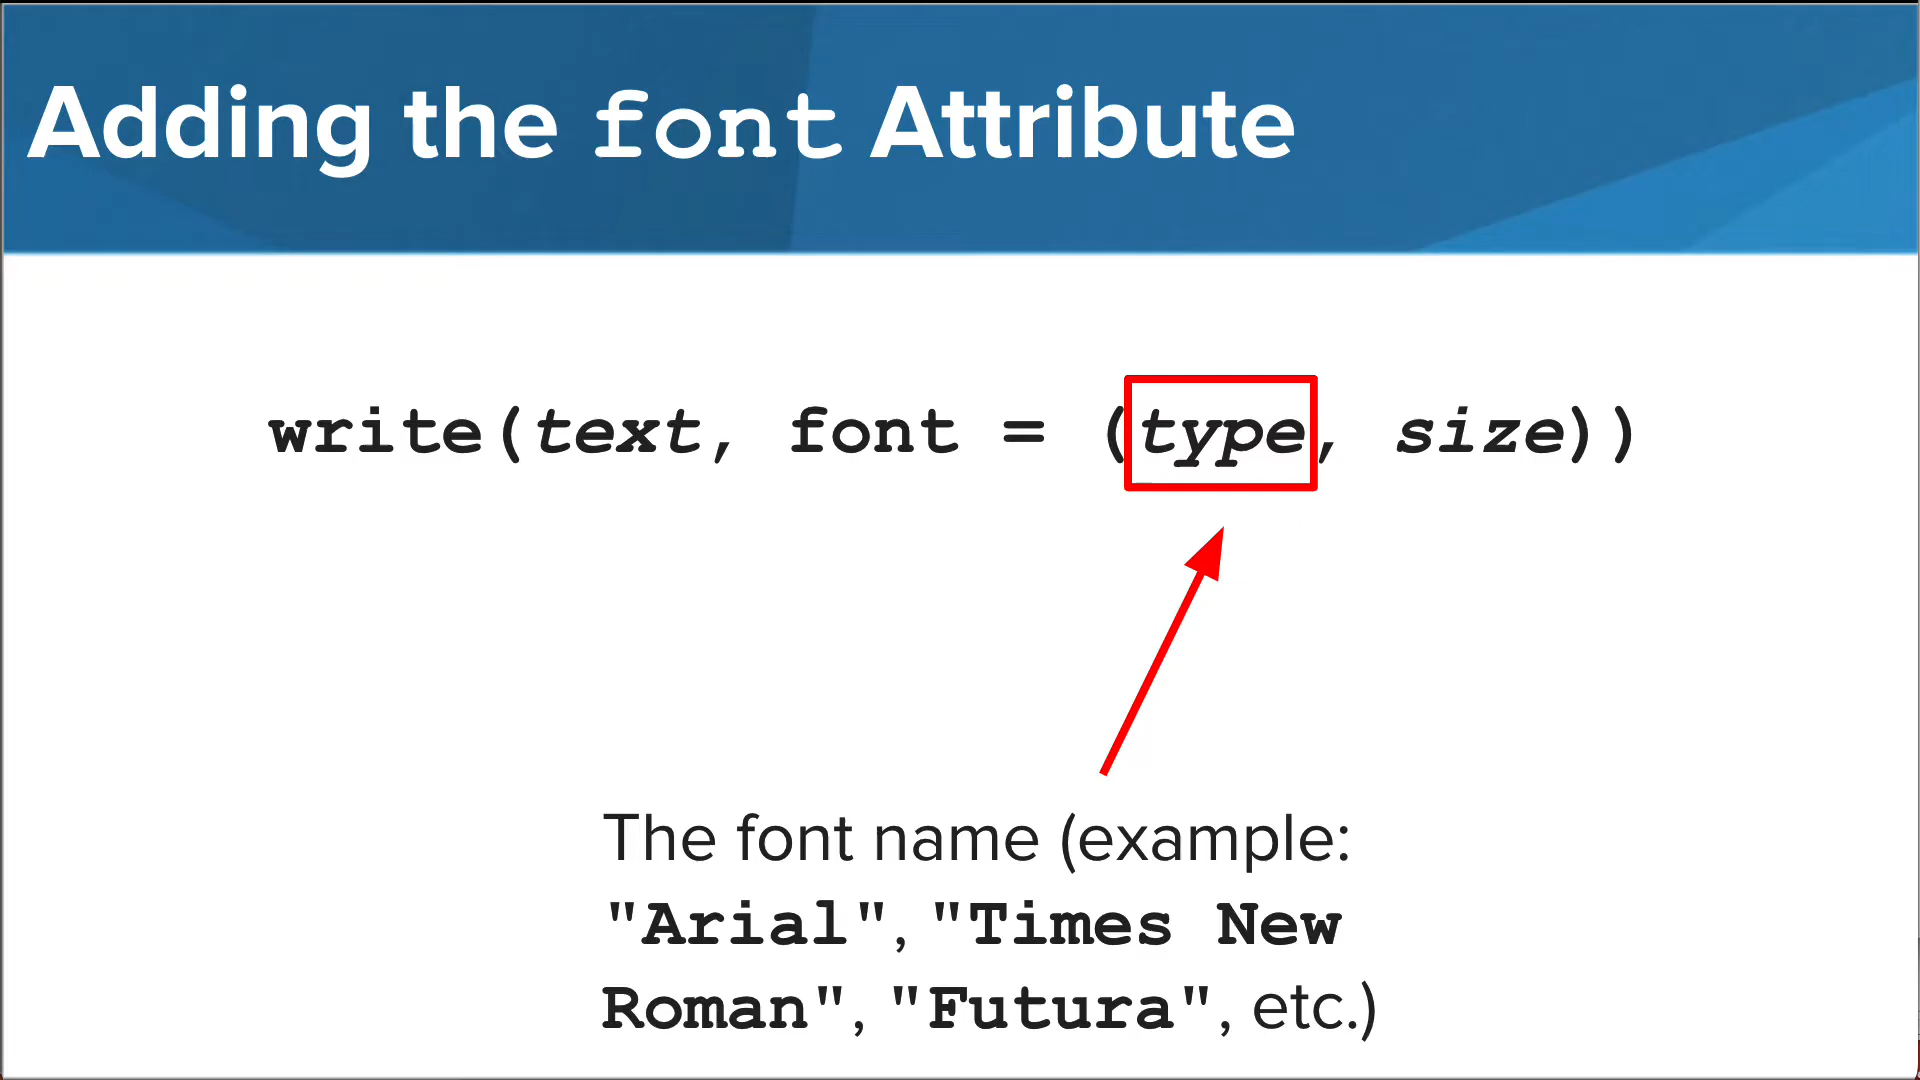 Adding the font Attribute
write(text, font = (type, size))
The font name (example:
"Arial", "Times New
Roman", "Futura", etc.)